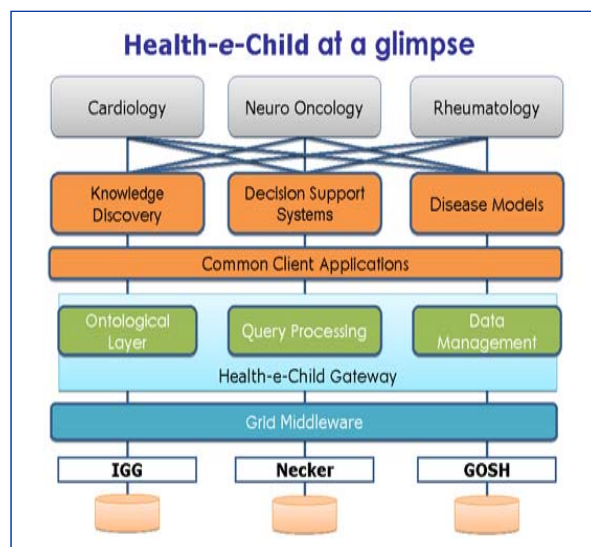 Health-e-Child at a glimpse
Cardiology
Neuro Oncology
Rheumatology
Knowledge
Discovery
Decision Support
Systems
Disease Models
Common Client Applications
Ontological
Layer
Query Processing
Data
Management
Health-e-Child Gateway
Grid Middleware
IGG
Necker
GOSH